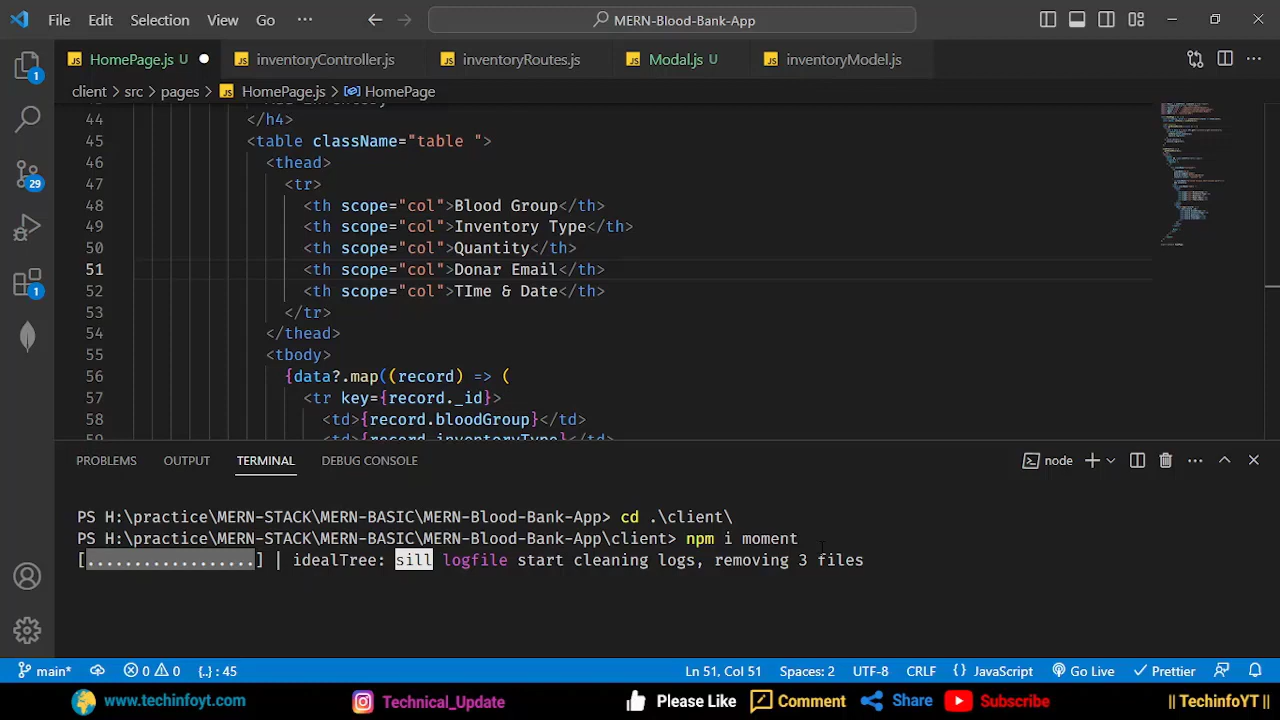 File Edit Selection View Go ··· MERN-Blood-Bank-App
HomePage.js U inventoryController.js inventoryRoutes.js Modal.js U inventoryModel.js
client > src > pages > HomePage.js > HomePage
44 </h4>
45 <table className="table ">
46 <thead>
47 <tr>
48 <th scope="col">Blood Group</th>
49 <th scope="col">Inventory Type</th>
50 <th scope="col">Quantity</th>
51 <th scope="col">Donar Email</th>
52 <th scope="col">TIme & Date</th>
53 </tr>
54 </thead>
55 <tbody>
56 {data?.map((record) => (
57 <tr key={record._id}>
58 <td>{record.bloodGroup}</td>
59 <td>{record.inventoryType}</td>
1
29
1
PROBLEMS OUTPUT TERMINAL DEBUG CONSOLE node
PS H:\practice\MERN-STACK\MERN-BASIC\MERN-Blood-Bank-App> cd .\client\
PS H:\practice\MERN-STACK\MERN-BASIC\MERN-Blood-Bank-App\client> npm i moment
[..................] | idealTree: sill logfile start cleaning logs, removing 3 files
main* 0 0 {..} : 45 Ln 51, Col 51 Spaces: 2 UTF-8 CRLF {} JavaScript Go Live Prettier
www.techinfoyt.com Technical_Update Please Like Comment Share Subscribe || TechinfoYT ||